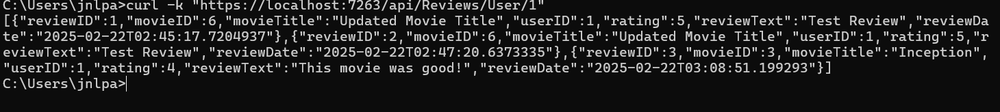 C:\Users\jnlpa>curl -k "https://localhost:7263/api/Reviews/User/1"
[{"reviewID":1,"movieID":6,"movieTitle":"Updated Movie Title","userID":1,"rating":5,"reviewText":"Test Review","reviewDa
te":"2025-02-22T02:45:17.7204937"},{"reviewID":2,"movieID":6,"movieTitle":"Updated Movie Title","userID":1,"rating":5,"r
eviewText":"Test Review","reviewDate":"2025-02-22T02:47:20.6373335"},{"reviewID":3,"movieID":3,"movieTitle":"Inception",
"userID":1,"rating":4,"reviewText":"This movie was good!","reviewDate":"2025-02-22T03:08:51.199293"}]
C:\Users\jnlpa>